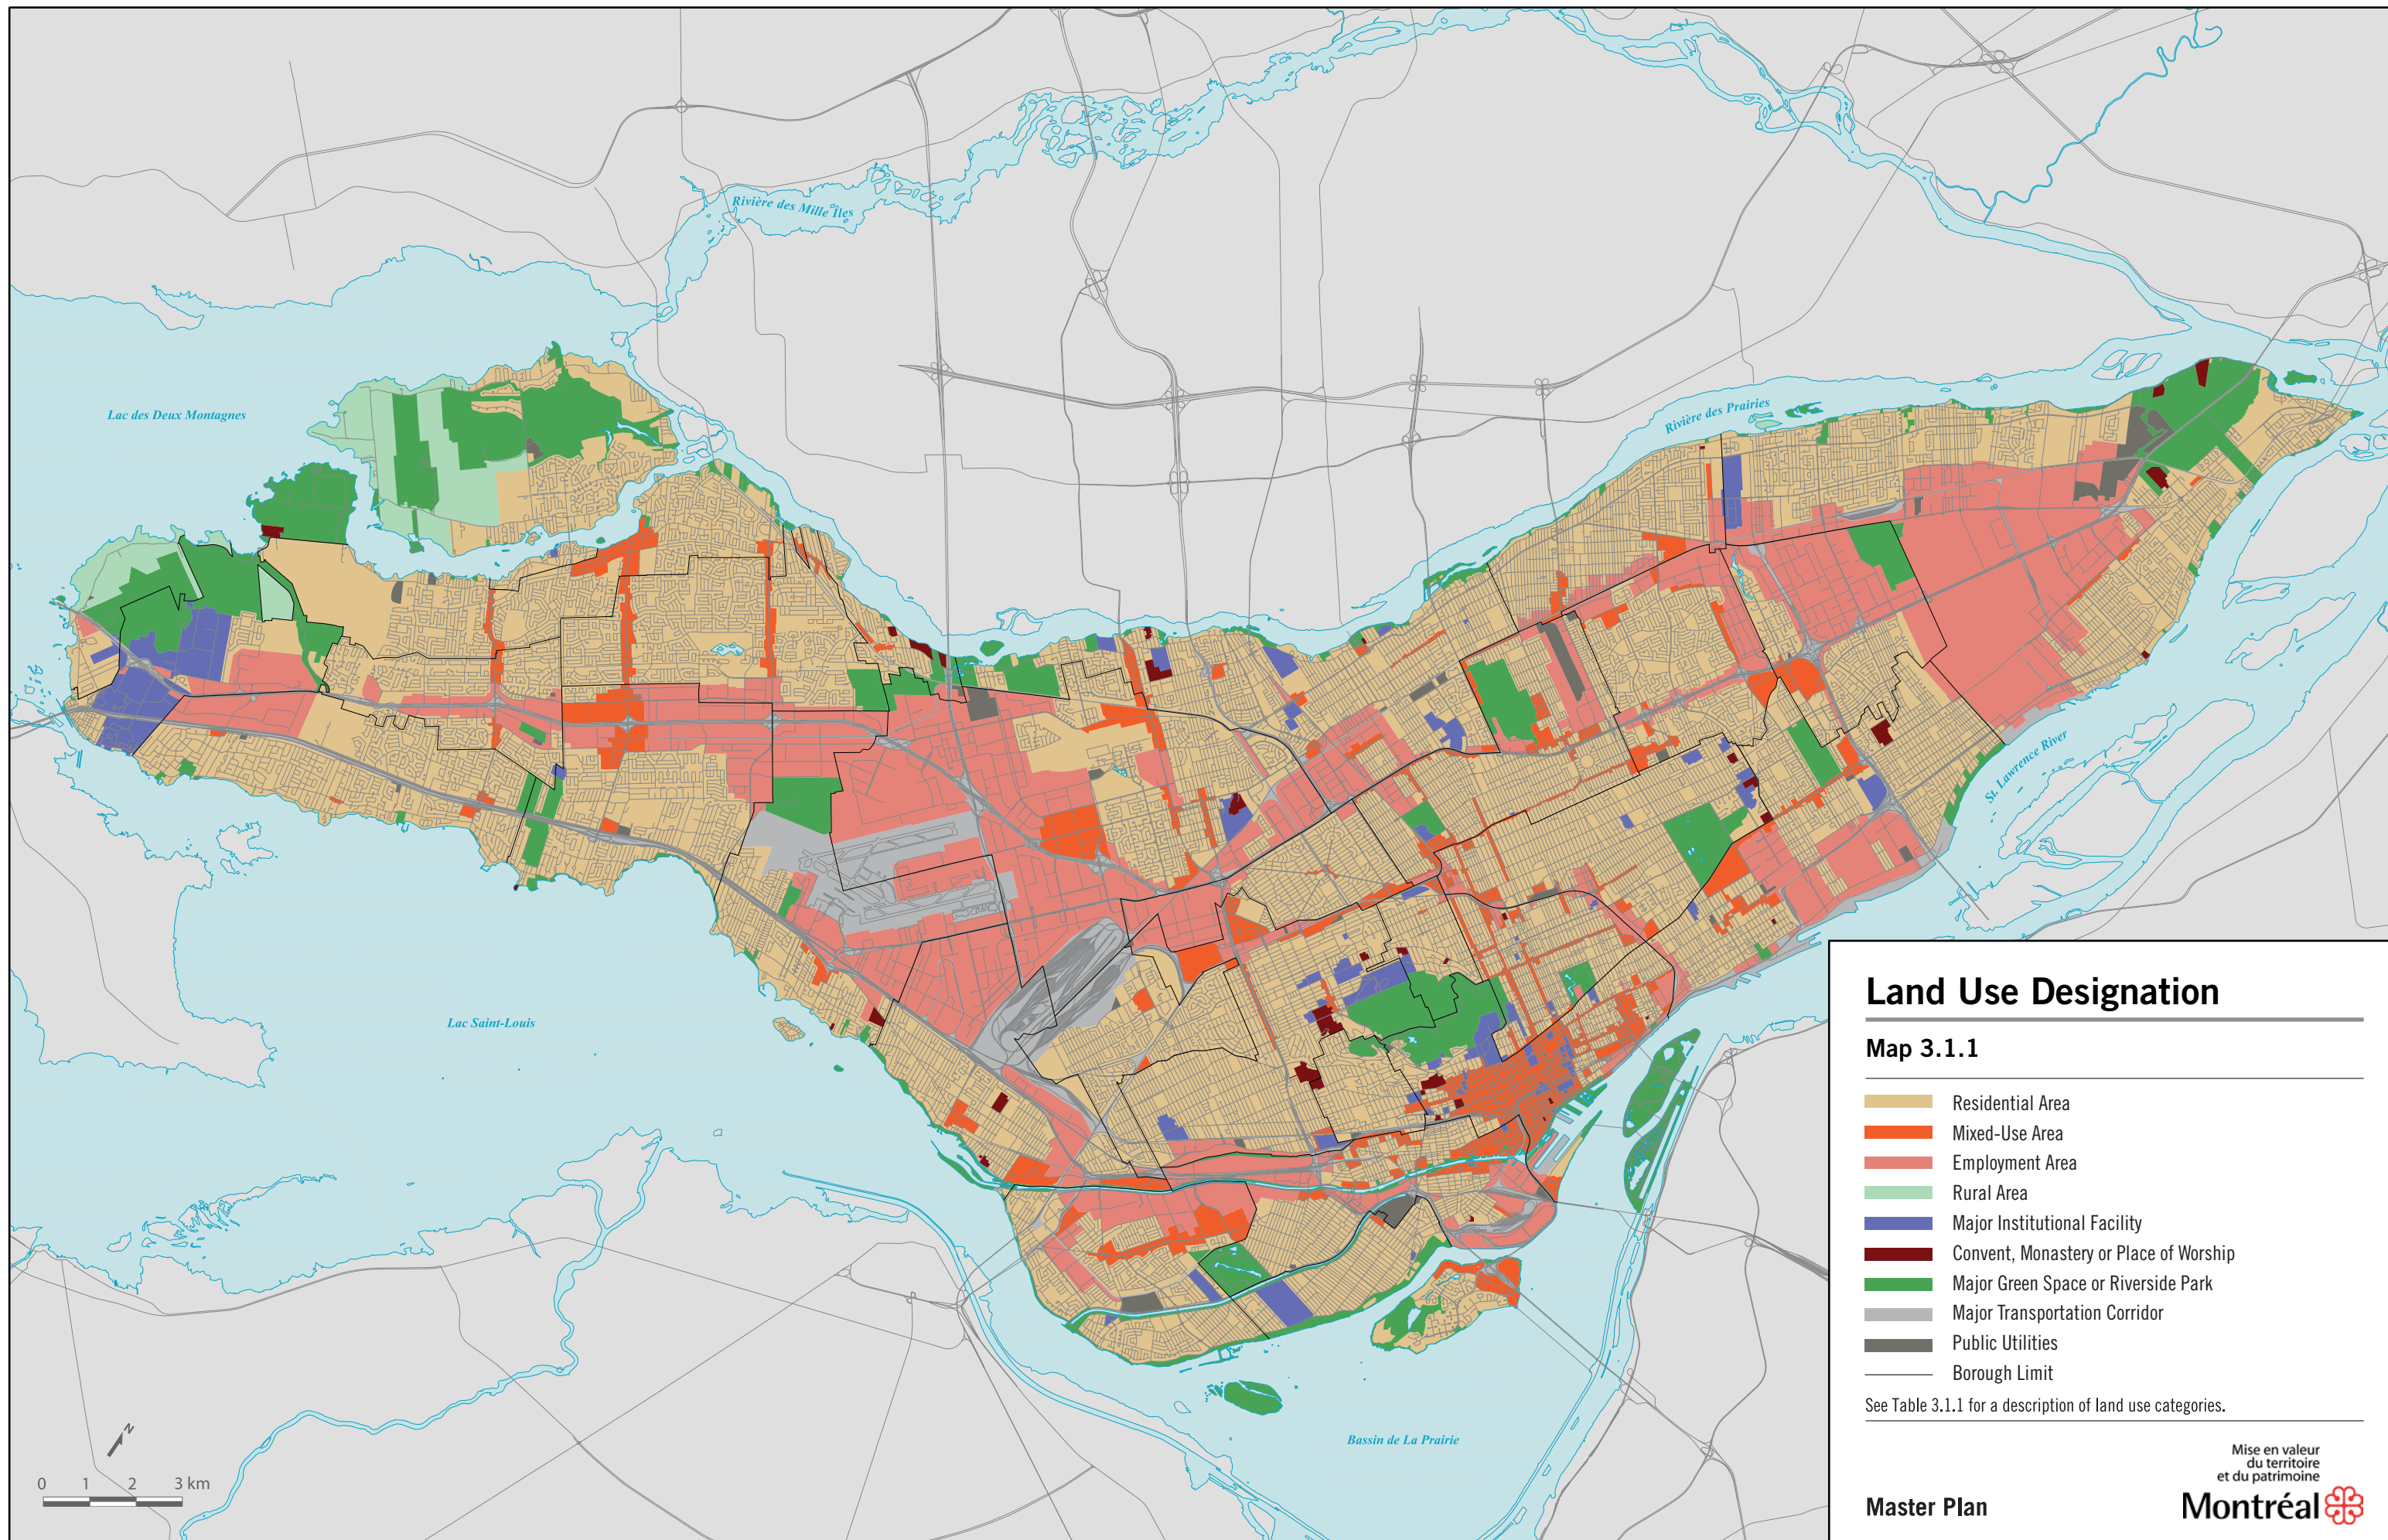 Rivière des Mille Îles
Lac des Deux Montagnes
Rivière des Prairies
St. Lawrence River
Lac Saint-Louis
Bassin de La Prairie
N
0 1 2 3 km
Land Use Designation
Map 3.1.1
Residential Area
Mixed-Use Area
Employment Area
Rural Area
Major Institutional Facility
Convent, Monastery or Place of Worship
Major Green Space or Riverside Park
Major Transportation Corridor
Public Utilities
Borough Limit
See Table 3.1.1 for a description of land use categories.
Mise en valeur
du territoire
et du patrimoine
Master Plan
Montréal